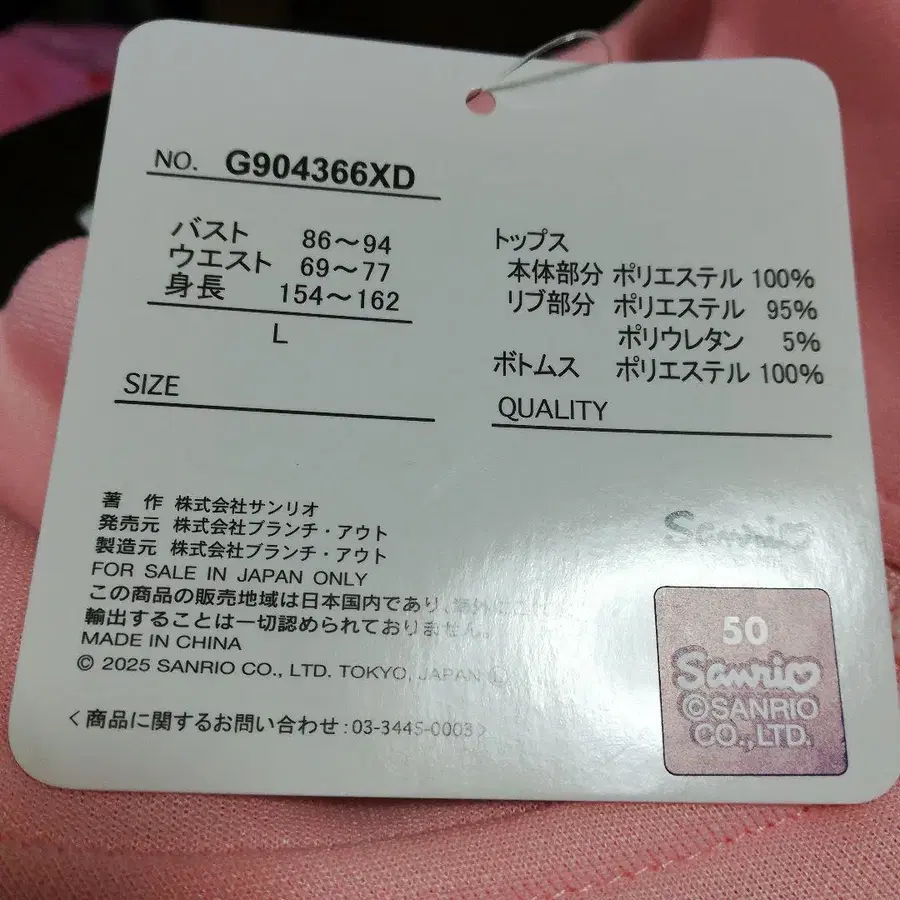 NO. G904366XD
バスト 86～94
ウエスト 69～77
身長 154～162
L
SIZE
トップス
本体部分 ポリエステル 100%
リブ部分 ポリエステル 95%
ポリウレタン 5%
ボトムス ポリエステル 100%
QUALITY
著 作 株式会社サンリオ
発売元 株式会社ブランチ・アウト
製造元 株式会社ブランチ・アウト
FOR SALE IN JAPAN ONLY
この商品の販売地域は日本国内であり、海外にこれを
輸出することは一切認められておりません。
MADE IN CHINA
© 2025 SANRIO CO., LTD. TOKYO, JAPAN Ⓛ
＜商品に関するお問い合わせ：03-3445-0003＞
Sanrio
50
Sanrio
©SANRIO
CO.,LTD.